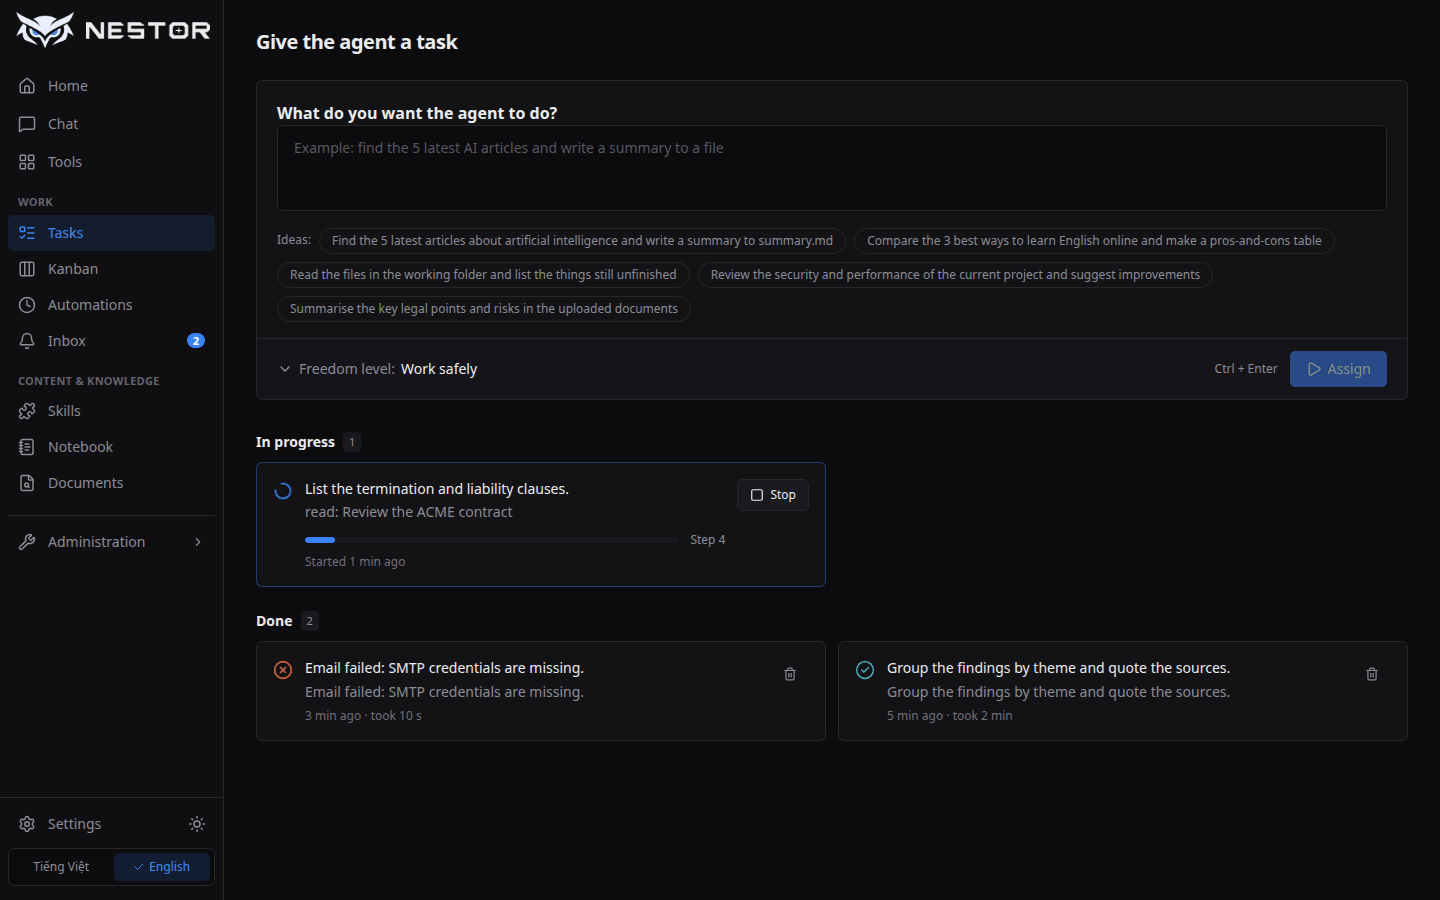 NESTOR
Home
Chat
Tools
WORK
Tasks
Kanban
Automations
Inbox 2
CONTENT & KNOWLEDGE
Skills
Notebook
Documents
Administration
Settings
Tiếng Việt English
Give the agent a task
What do you want the agent to do?
Example: find the 5 latest AI articles and write a summary to a file
Ideas: Find the 5 latest articles about artificial intelligence and write a summary to summary.md Compare the 3 best ways to learn English online and make a pros-and-cons table
Read the files in the working folder and list the things still unfinished Review the security and performance of the current project and suggest improvements
Summarise the key legal points and risks in the uploaded documents
Freedom level: Work safely Ctrl + Enter Assign
In progress 1
List the termination and liability clauses. Stop
read: Review the ACME contract
Step 4
Started 1 min ago
Done 2
Email failed: SMTP credentials are missing.
Email failed: SMTP credentials are missing.
3 min ago · took 10 s
Group the findings by theme and quote the sources.
Group the findings by theme and quote the sources.
5 min ago · took 2 min